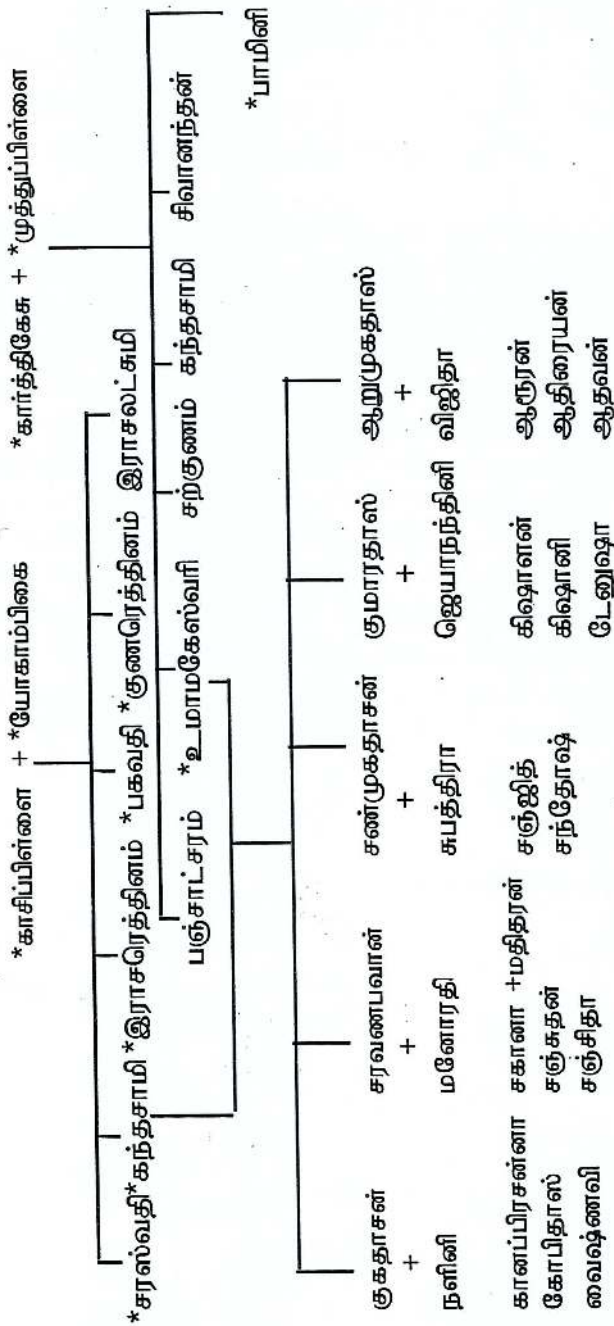 *காசிப்பிள்ளை + *யோகாம்பிகை *கார்த்திகேசு + *முத்துப்பிள்ளை
*சரஸ்வதி *கந்தசாமி *இராசரெத்தினம் *பகவதி *குணரெத்தினம் இராசலட்சுமி
பஞ்சாட்சரம் *உமாமகேஸ்வரி சற்குணம் கந்தசாமி சிவானந்தன்
*பாமினி
குகதாசன் சரவணபவான் சண்முகதாசன் குமாரதாஸ் ஆறுமுகதாஸ்
+ + + + +
நளினி மனோரதி சுபத்திரா ஜெயாநந்தினி விஜிதா
கானப்பிரசன்னா சகானா +மதிதரன் சஞ்ஜித் கிஷாளன் ஆரூரன்
கோபிதாஸ் சஞ்சுதன் சந்தோஷ் கிஷானி ஆதிரையன்
வைஷ்ணவி சஞ்சிதா டேனுஷா ஆதவன்